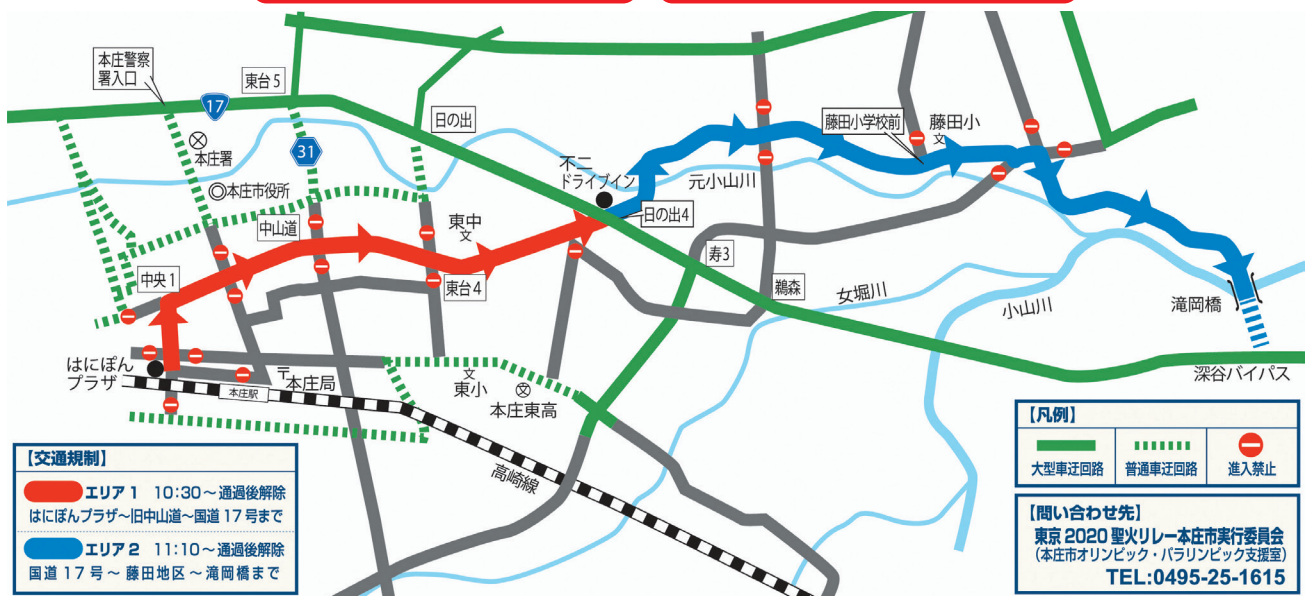 本庄警察
署入口
東台5
17
日の出
31
本庄署
本庄市役所
中山道
中央1
東中
文
東台4
不二
ドライブイン
日の出4
元小山川
藤田小学校前
藤田小
文
寿3
鵜森
女堀川
小山川
滝岡橋
深谷バイパス
はにぽん
プラザ
〒
本庄局
本庄駅
文
東小
本庄東高
高崎線
【交通規制】
エリア1 10:30～通過後解除
はにぽんプラザ～旧中山道～国道17号まで
エリア2 11:10～通過後解除
国道17号～藤田地区～滝岡橋まで
【凡例】
大型車迂回路 普通車迂回路 進入禁止
【問い合わせ先】
東京2020聖火リレー本庄市実行委員会
（本庄市オリンピック・パラリンピック支援室）
TEL:0495-25-1615